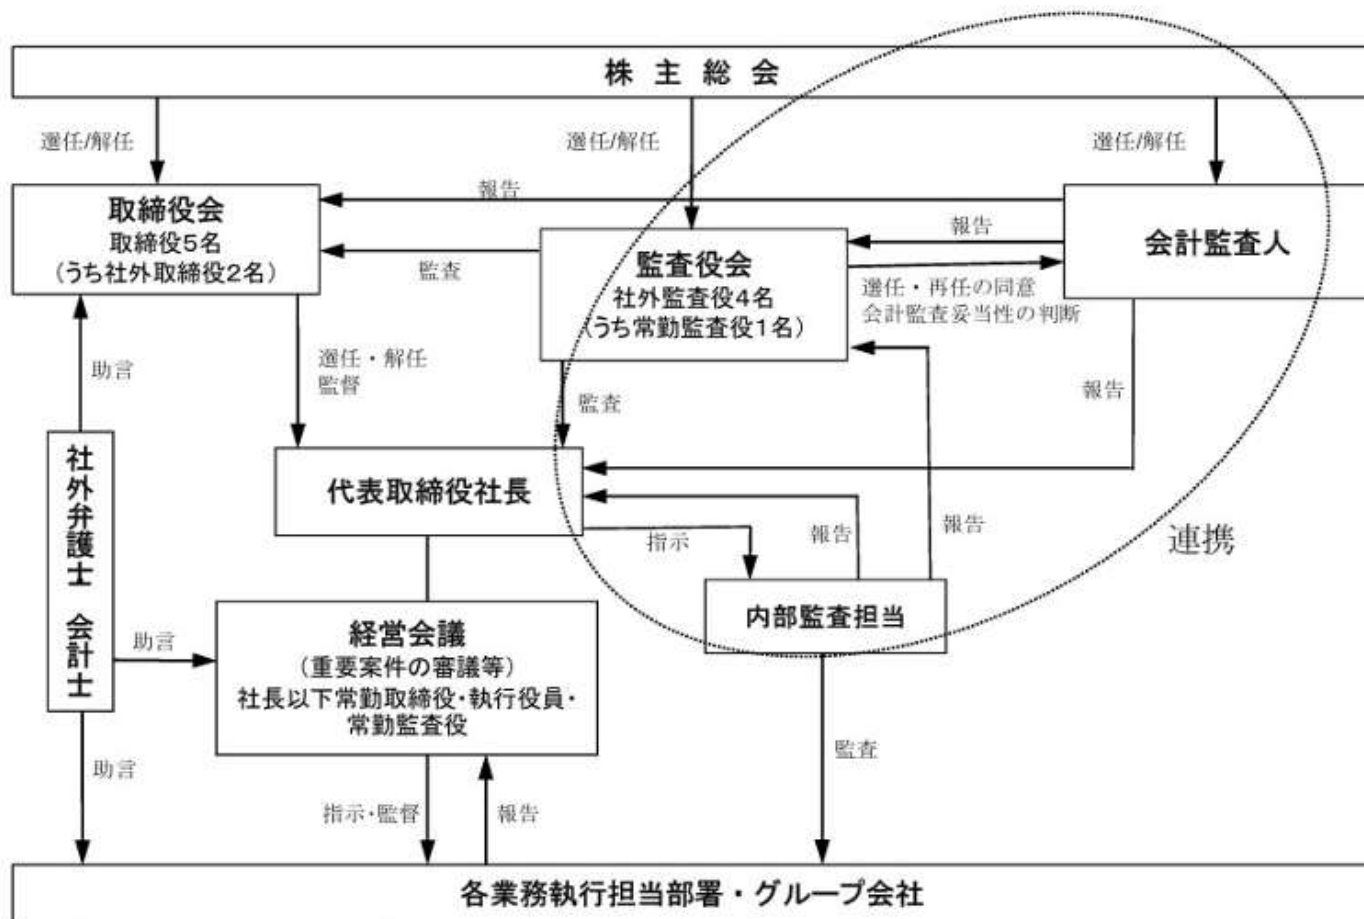 株 主 総 会
選任/解任
選任/解任
選任/解任
取締役会
取締役5名
(うち社外取締役2名)
報告
監査
監査役会
社外監査役4名
(うち常勤監査役1名)
報告
選任・再任の同意
会計監査妥当性の判断
会計監査人
助言
選任・解任
監督
監査
報告
社外弁護士 会計士
代表取締役社長
指示
報告
報告
連携
内部監査担当
助言
経営会議
(重要案件の審議等)
社長以下常勤取締役・執行役員・
常勤監査役
助言
指示・監督
報告
監査
各業務執行担当部署・グループ会社